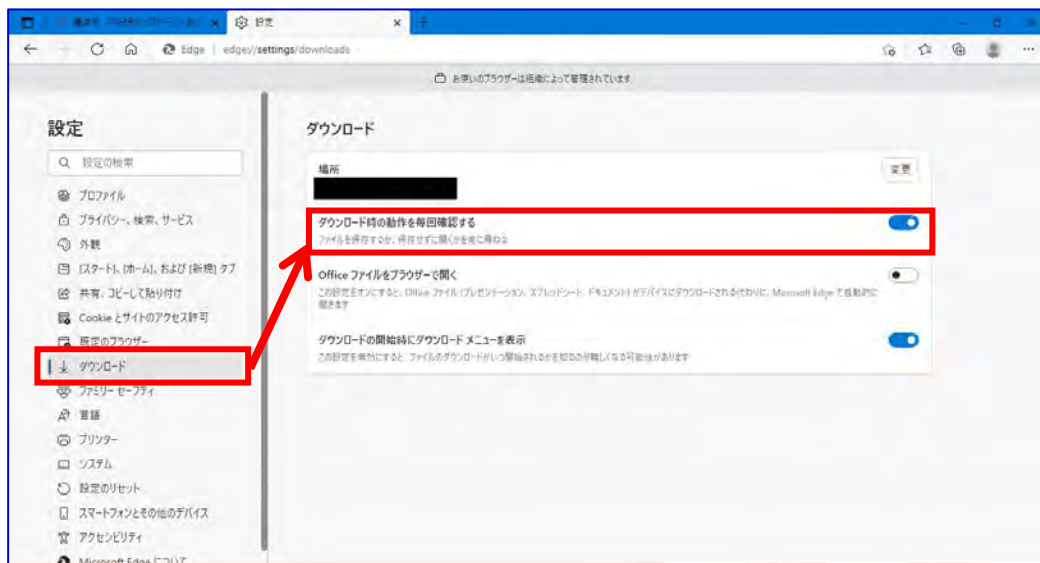 設定
Edge | edge://settings/downloads
お使いのブラウザーは組織によって管理されています
設定
設定の検索
プロファイル
プライバシー、検索、サービス
外観
[スタート]、[ホーム]、および [新規] タブ
共有、コピーして貼り付け
Cookie とサイトのアクセス許可
既定のブラウザー
ダウンロード
ファミリー セーフティ
言語
プリンター
システム
設定のリセット
スマートフォンとその他のデバイス
アクセシビリティ
Microsoft Edge について
ダウンロード
場所
変更
ダウンロード時の動作を毎回確認する
ファイルを保存するか、保存せずに開くかを常に尋ねる
Office ファイルをブラウザーで開く
この設定をオンにすると、Office ファイル (プレゼンテーション、スプレッドシート、ドキュメント) がデバイスにダウンロードされる代わりに、Microsoft Edge で自動的に
開きます
ダウンロードの開始時にダウンロード メニューを表示
この設定を無効にすると、ファイルのダウンロードがいつ開始されるかを知るのが難しくなる可能性があります